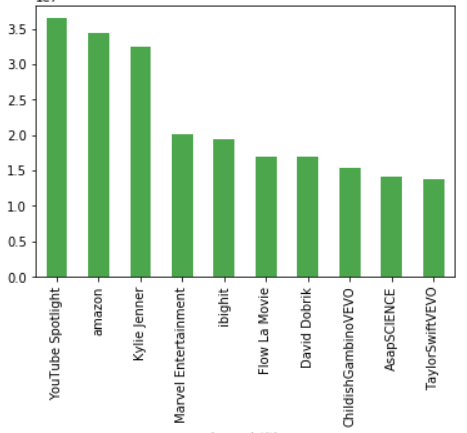 3.5
3.0
2.5
2.0
1.5
1.0
0.5
0.0
YouTube Spotlight
amazon
Kylie Jenner
Marvel Entertainment
ibighit
Flow La Movie
David Dobrik
ChildishGambinoVEVO
AsapSCIENCE
TaylorSwiftVEVO